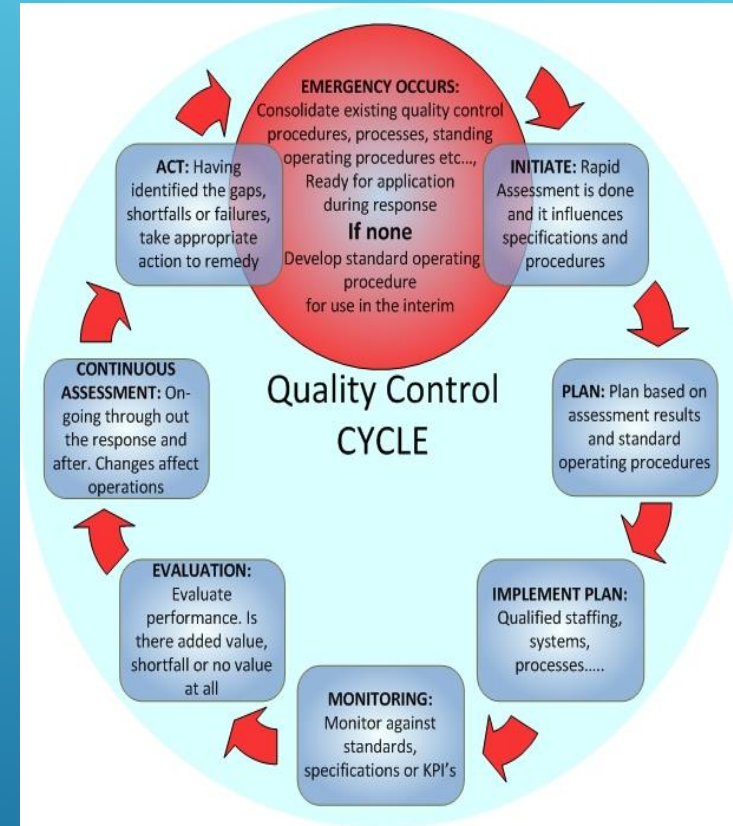 EMERGENCY OCCURS:
Consolidate existing quality control
procedures, processes, standing
operating procedures etc...,
Ready for application
during response
If none
Develop standard operating
procedure
for use in the interim
INITIATE: Rapid
Assessment is done
and it influences
specifications and
procedures
PLAN: Plan based on
assessment results
and standard
operating procedures
IMPLEMENT PLAN:
Qualified staffing,
systems,
processes.....
MONITORING:
Monitor against
standards,
specifications or KPI's
EVALUATION:
Evaluate
performance. Is
there added value,
shortfall or no value
at all
CONTINUOUS
ASSESSMENT: On-
going through out
the response and
after. Changes affect
operations
ACT: Having
identified the gaps,
shortfalls or failures,
take appropriate
action to remedy
Quality Control
CYCLE